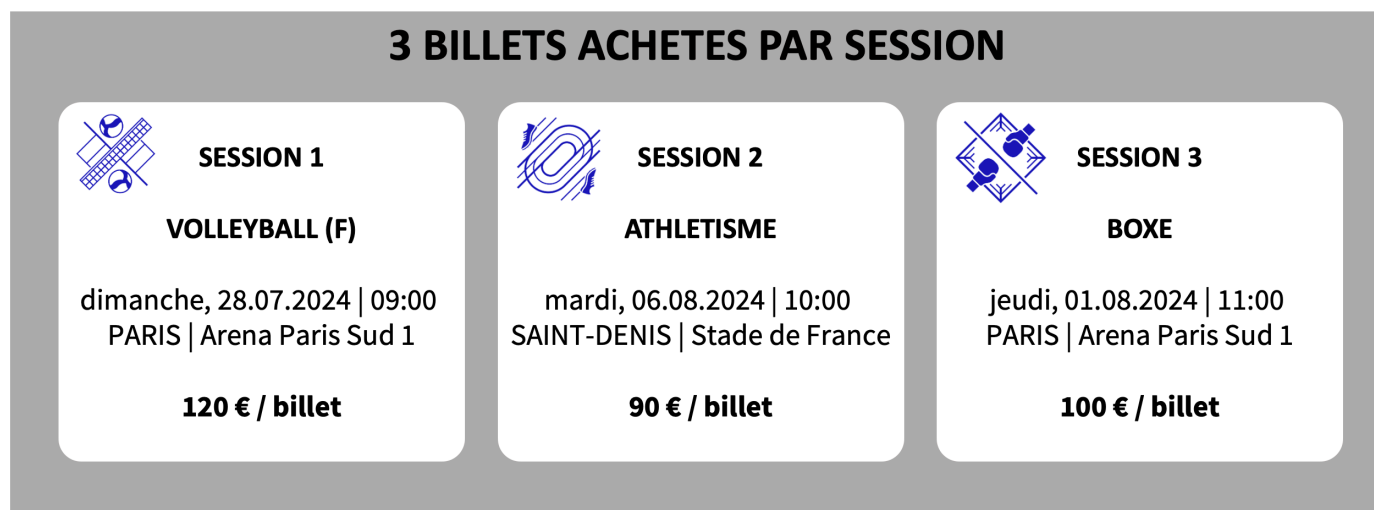 3 BILLETS ACHETES PAR SESSION
SESSION 1
VOLLEYBALL (F)
dimanche, 28.07.2024 | 09:00
PARIS | Arena Paris Sud 1
120 € / billet
SESSION 2
ATHLETISME
mardi, 06.08.2024 | 10:00
SAINT-DENIS | Stade de France
90 € / billet
SESSION 3
BOXE
jeudi, 01.08.2024 | 11:00
PARIS | Arena Paris Sud 1
100 € / billet